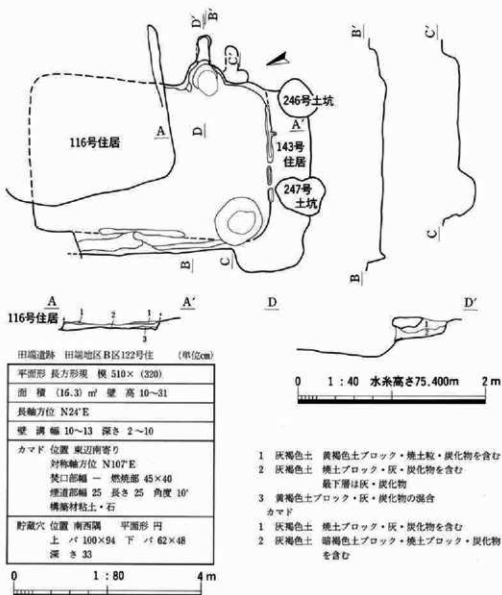 D' B'
C'
246号土坑
A'
116号住居
A
D
143号
住居
247号
土坑
B
C
B'
C'
C
B
A
A'
D
D'
116号住居
1
2
1
3
1
2
田端遺跡 田端地区B区122号住 (単位cm)
平面形 長方形現 模 510×(320)
面 積 (16.3)㎡ 壁 高 10~31
長軸方位 N24°E
壁 溝 幅 10~13 深さ 2~10
カマド 位置 東辺南寄り
対称軸方位 N107°E
焚口部幅 ― 燃焼部 45×40
煙道部幅 25 長さ 25 角度 10°
構築材粘土・石
貯蔵穴 位置 南西隅 平面形 円
上 バ 100×94 下 バ 62×48
深 さ 33
0 1:80 4m
0 1:40 水糸高さ75.400m 2m
1 灰褐色土 黄褐色土ブロック・焼土粒・炭化物を含む
2 灰褐色土 焼土ブロック・灰・炭化物を含む
最下層は灰・炭化物
3 黄褐色土ブロック・灰・炭化物の混合
カマド
1 灰褐色土 焼土ブロック・灰・炭化物を含む
2 灰褐色土 暗褐色土ブロック・焼土ブロック・炭化物
を含む